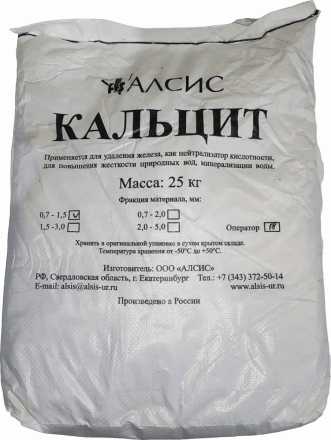 АЛСИС
КАЛЬЦИТ
Применяется для удаления железа, как нейтрализатор кислотности,
для повышения жесткости природных вод, минерализации воды.
Масса: 25 кг
Фракция материала, мм:
0,7 - 1,5 0,7 - 2,0
1,5 -3,0 2,0 - 5,0 Оператор 18
Хранить в оригинальной упаковке в сухом крытом складе.
Температура хранения от -50°С до +50°С.
Изготовитель: ООО «АЛСИС»
РФ, Свердловская область, г. Екатеринбург Тел.: +7 (343) 372-50-14
E-mail: alsis@alsis-ur.ru www.alsis-ur.ru
Произведено в России